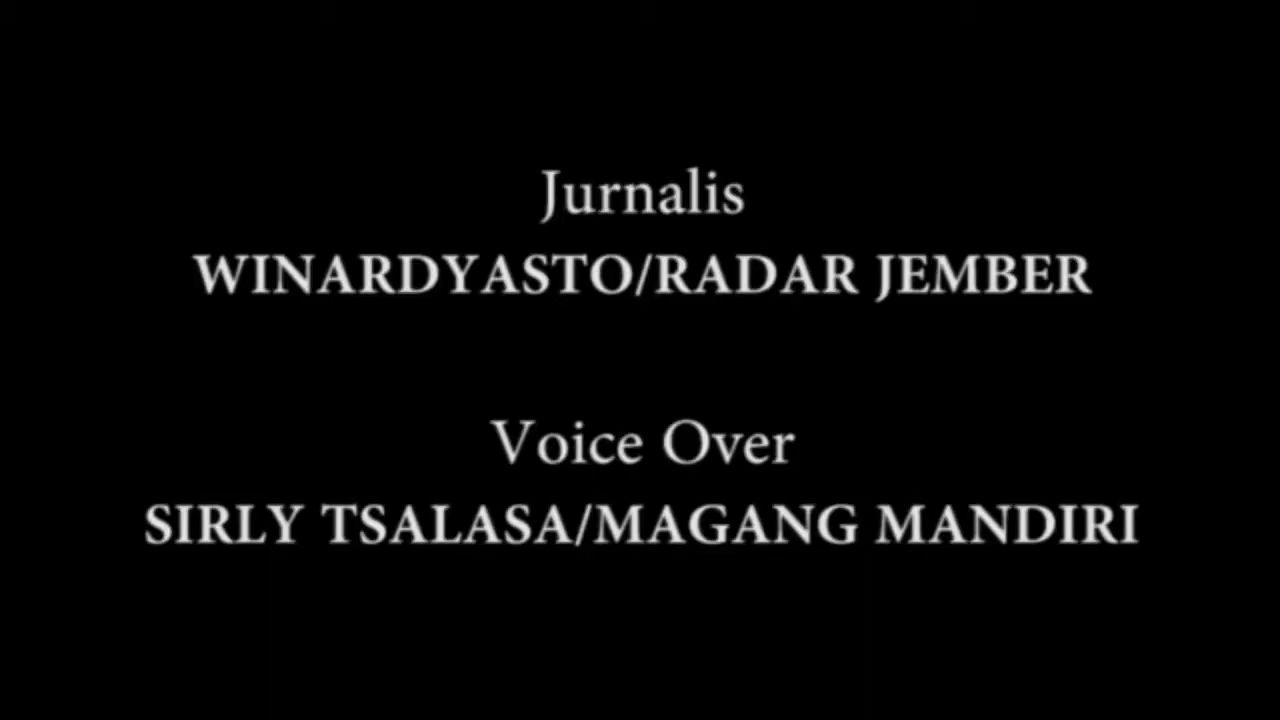 Jurnalis
WINARDYASTO/RADAR JEMBER
Voice Over
SIRLY TSALASA/MAGANG MANDIRI